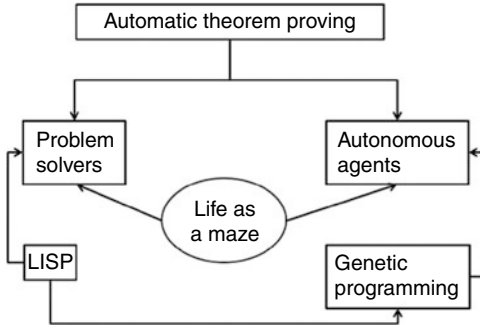 Automatic theorem proving
Problem
solvers
Autonomous
agents
Life as
a maze
LISP
Genetic
programming